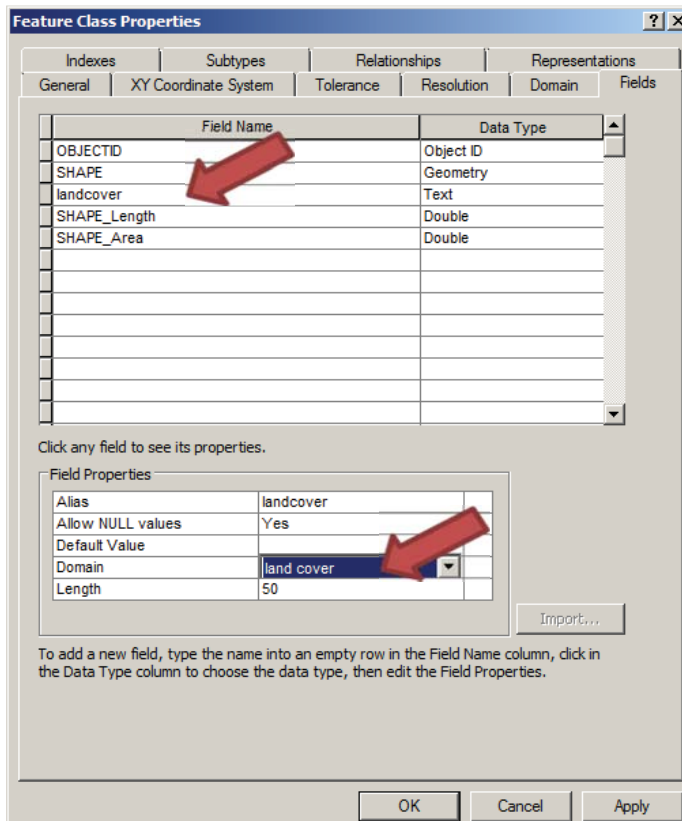 Feature Class Properties
Indexes Subtypes Relationships Representations
General XY Coordinate System Tolerance Resolution Domain Fields
Field Name Data Type
OBJECTID Object ID
SHAPE Geometry
landcover Text
SHAPE_Length Double
SHAPE_Area Double
Click any field to see its properties.
Field Properties
Alias landcover
Allow NULL values Yes
Default Value
Domain land cover
Length 50
Import...
To add a new field, type the name into an empty row in the Field Name column, click in
the Data Type column to choose the data type, then edit the Field Properties.
OK Cancel Apply